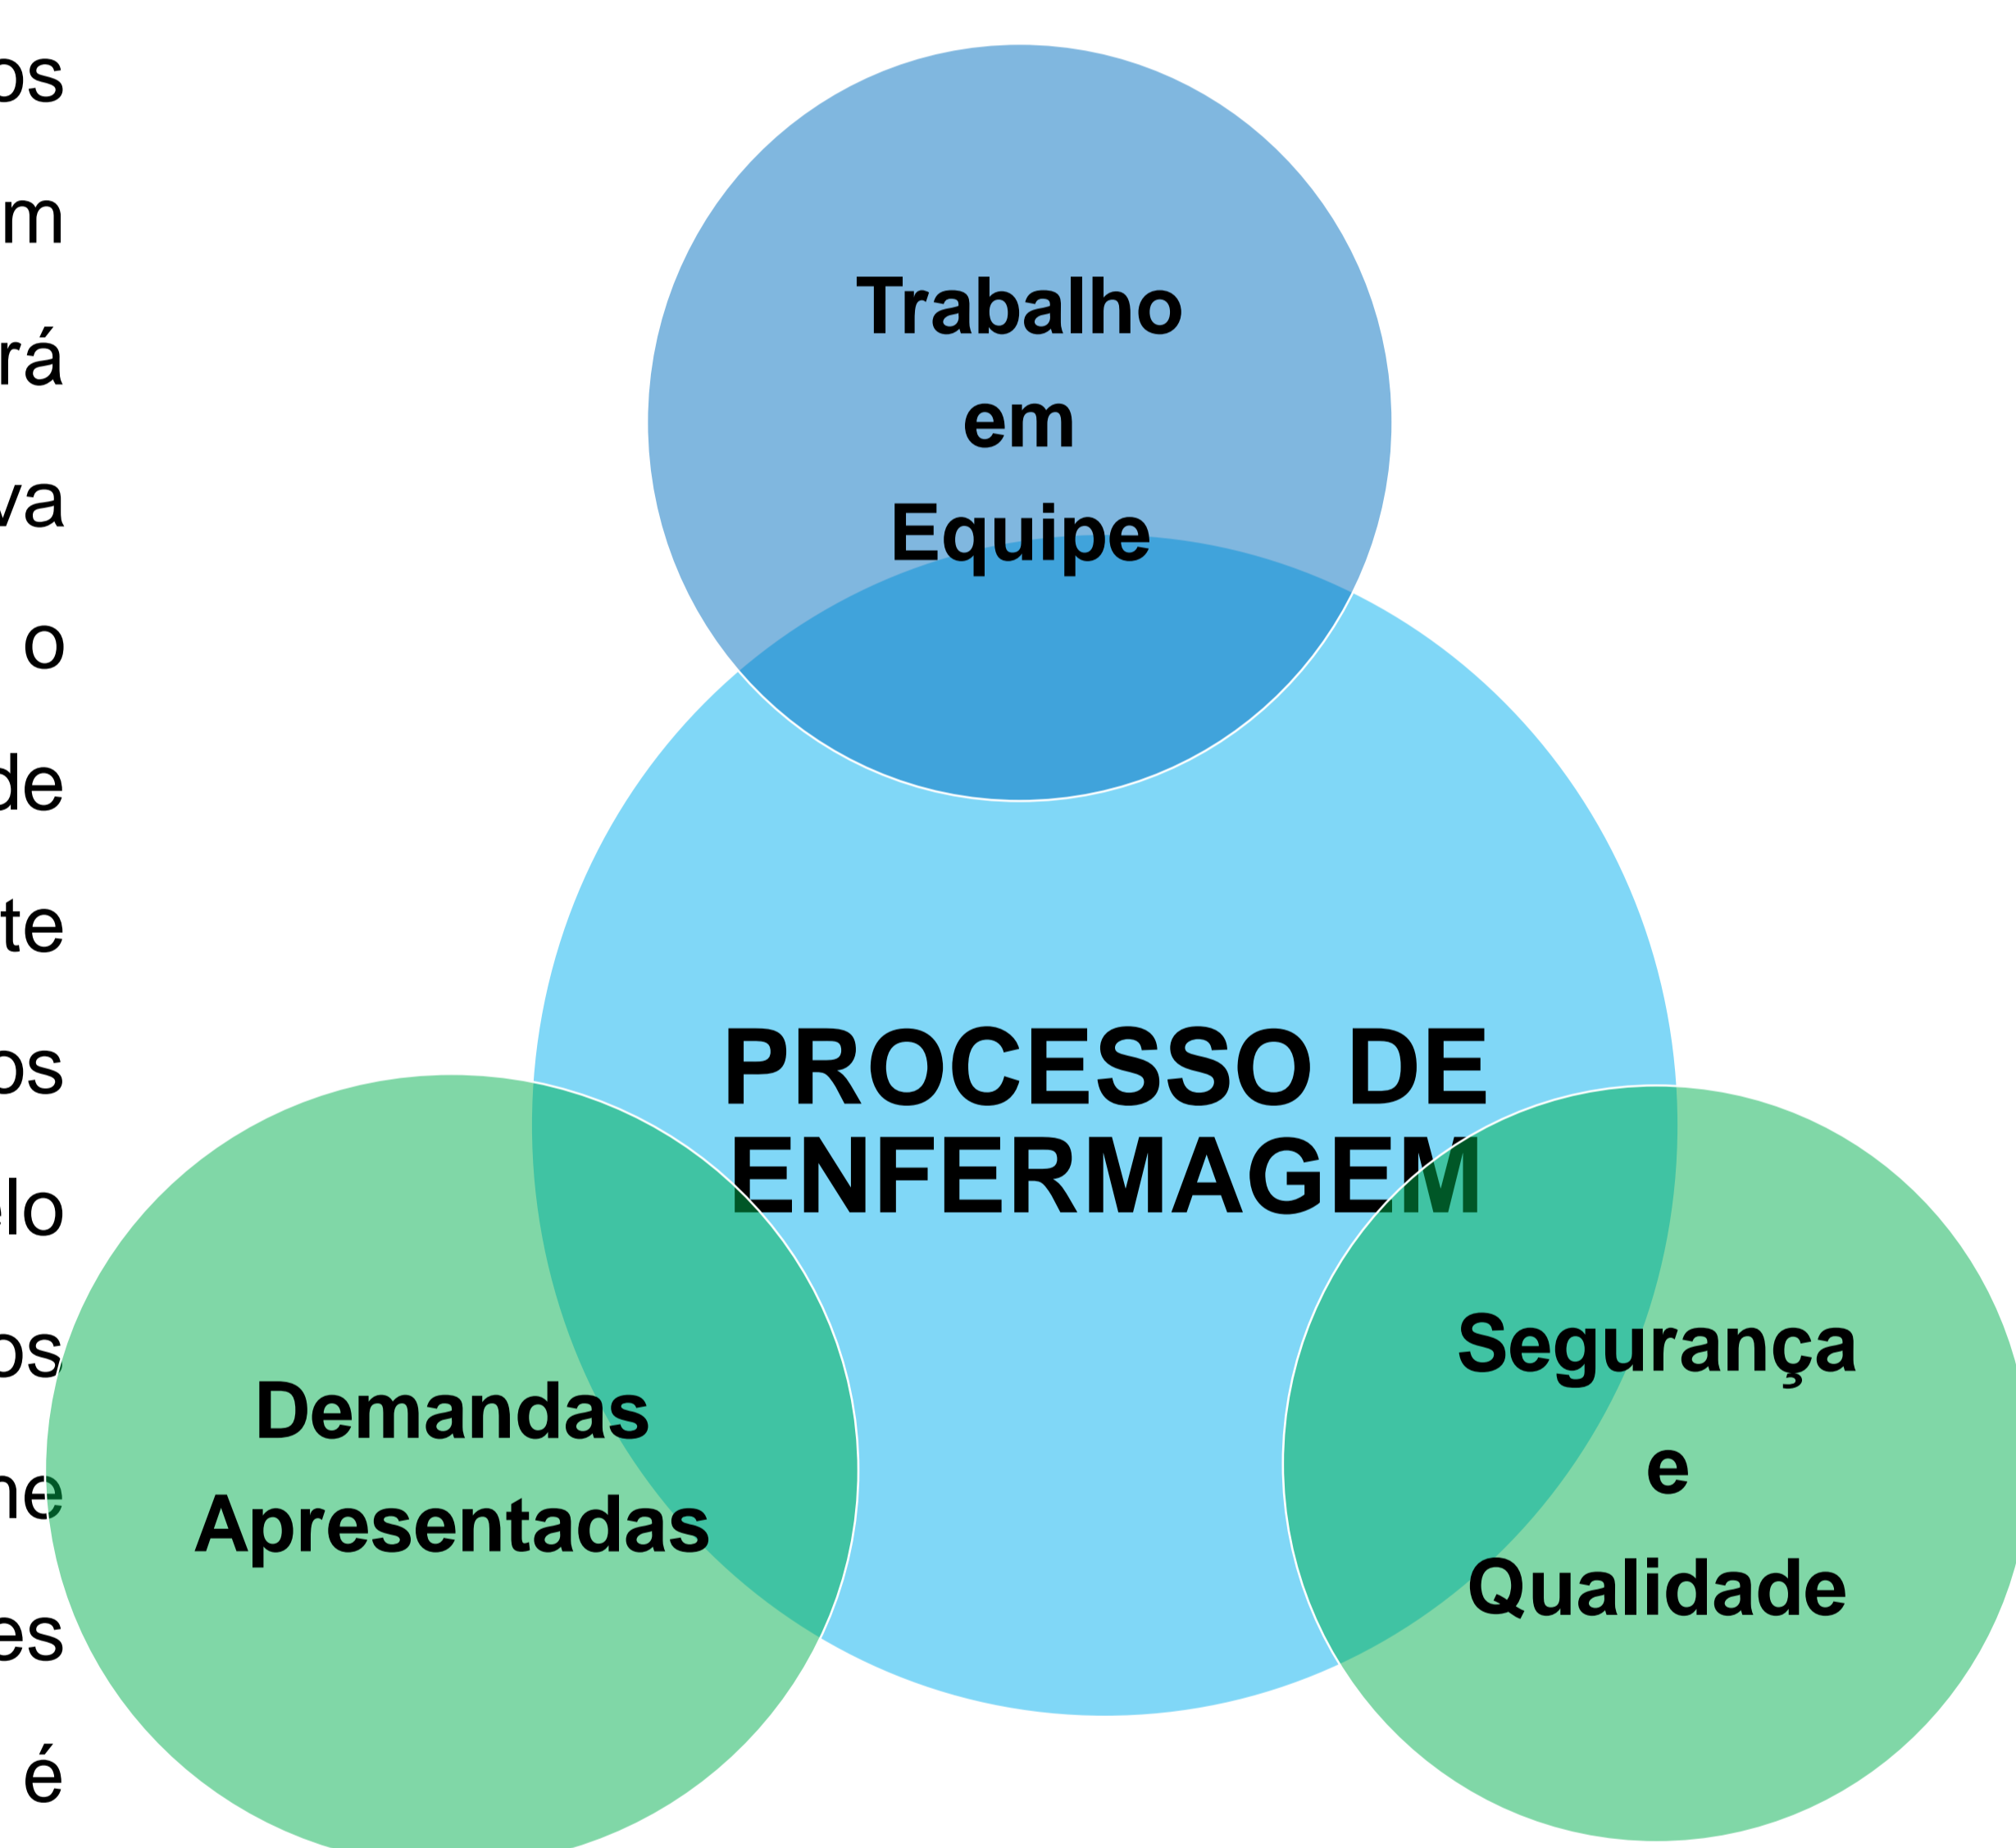 Trabalho
em
Equipe
PROCESSO DE
ENFERMAGEM
Demandas
Apresentadas
Segurança
e
Qualidade
o
é